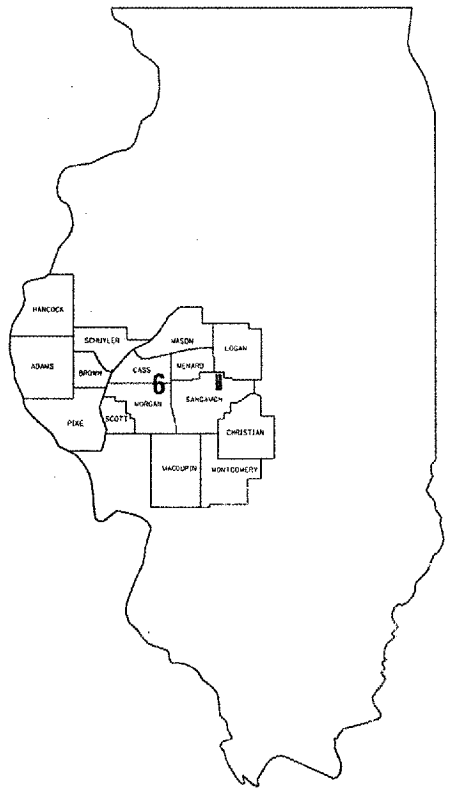 HANCOCK
SCHUYLER
MASON
LOGAN
ADAMS
BROWN
CASS
MENARD
6
MORGAN
SANGAMON
PIKE
SCOTT
CHRISTIAN
MACOUPIN
MONTGOMERY